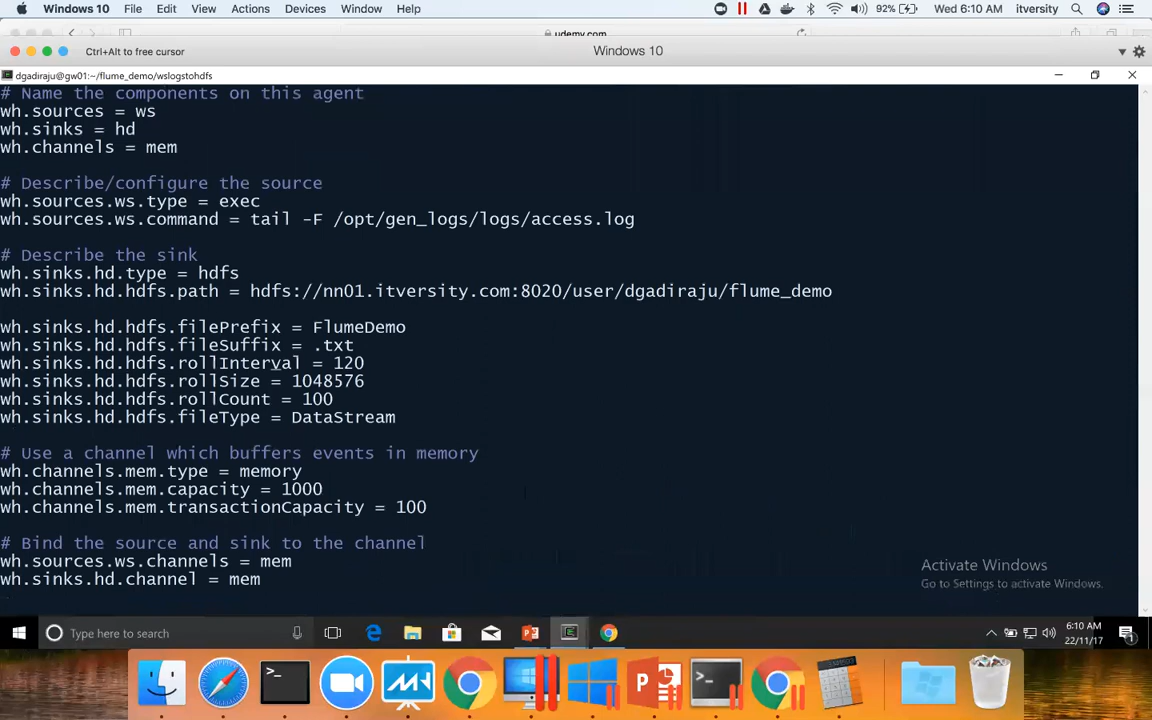 Windows 10 File Edit View Actions Devices Window Help 92% Wed 6:10 AM itversity
udemy.com
Ctrl+Alt to free cursor Windows 10
dgadiraju@gw01:~/flume_demo/wslogstohdfs
# Name the components on this agent
wh.sources = ws
wh.sinks = hd
wh.channels = mem
# Describe/configure the source
wh.sources.ws.type = exec
wh.sources.ws.command = tail -F /opt/gen_logs/logs/access.log
# Describe the sink
wh.sinks.hd.type = hdfs
wh.sinks.hd.hdfs.path = hdfs://nn01.itversity.com:8020/user/dgadiraju/flume_demo
wh.sinks.hd.hdfs.filePrefix = FlumeDemo
wh.sinks.hd.hdfs.fileSuffix = .txt
wh.sinks.hd.hdfs.rollInterval = 120
wh.sinks.hd.hdfs.rollSize = 1048576
wh.sinks.hd.hdfs.rollCount = 100
wh.sinks.hd.hdfs.fileType = DataStream
# Use a channel which buffers events in memory
wh.channels.mem.type = memory
wh.channels.mem.capacity = 1000
wh.channels.mem.transactionCapacity = 100
# Bind the source and sink to the channel
wh.sources.ws.channels = mem
wh.sinks.hd.channel = mem
Activate Windows
Go to Settings to activate Windows.
Type here to search
6:10 AM
22/11/17